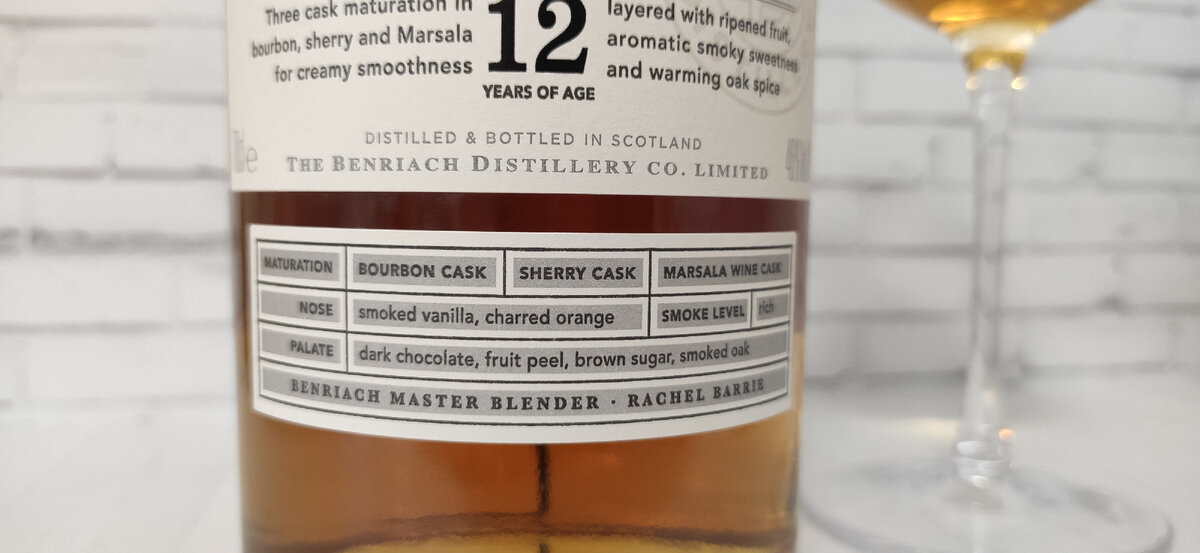 Three cask maturation in
bourbon, sherry and Marsala
for creamy smoothness
12
YEARS OF AGE
layered with ripened fruit,
aromatic smoky sweetness
and warming oak spice
DISTILLED & BOTTLED IN SCOTLAND
THE BENRIACH DISTILLERY CO. LIMITED
MATURATION BOURBON CASK SHERRY CASK MARSALA WINE CASK
NOSE smoked vanilla, charred orange SMOKE LEVEL rich
PALATE dark chocolate, fruit peel, brown sugar, smoked oak
BENRIACH MASTER BLENDER · RACHEL BARRIE